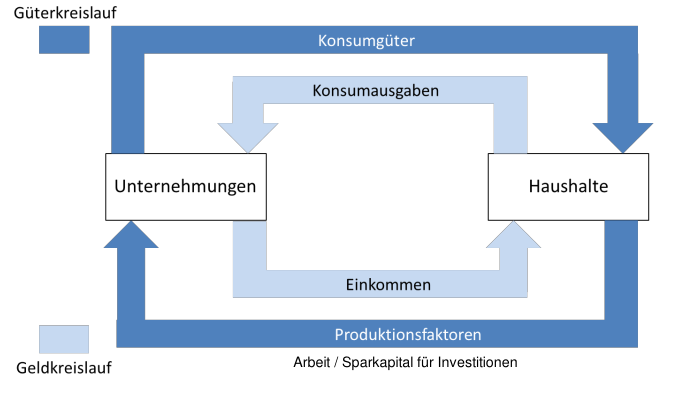 Güterkreislauf
Konsumgüter
Konsumausgaben
Unternehmungen
Haushalte
Einkommen
Produktionsfaktoren
Arbeit / Sparkapital für Investitionen
Geldkreislauf